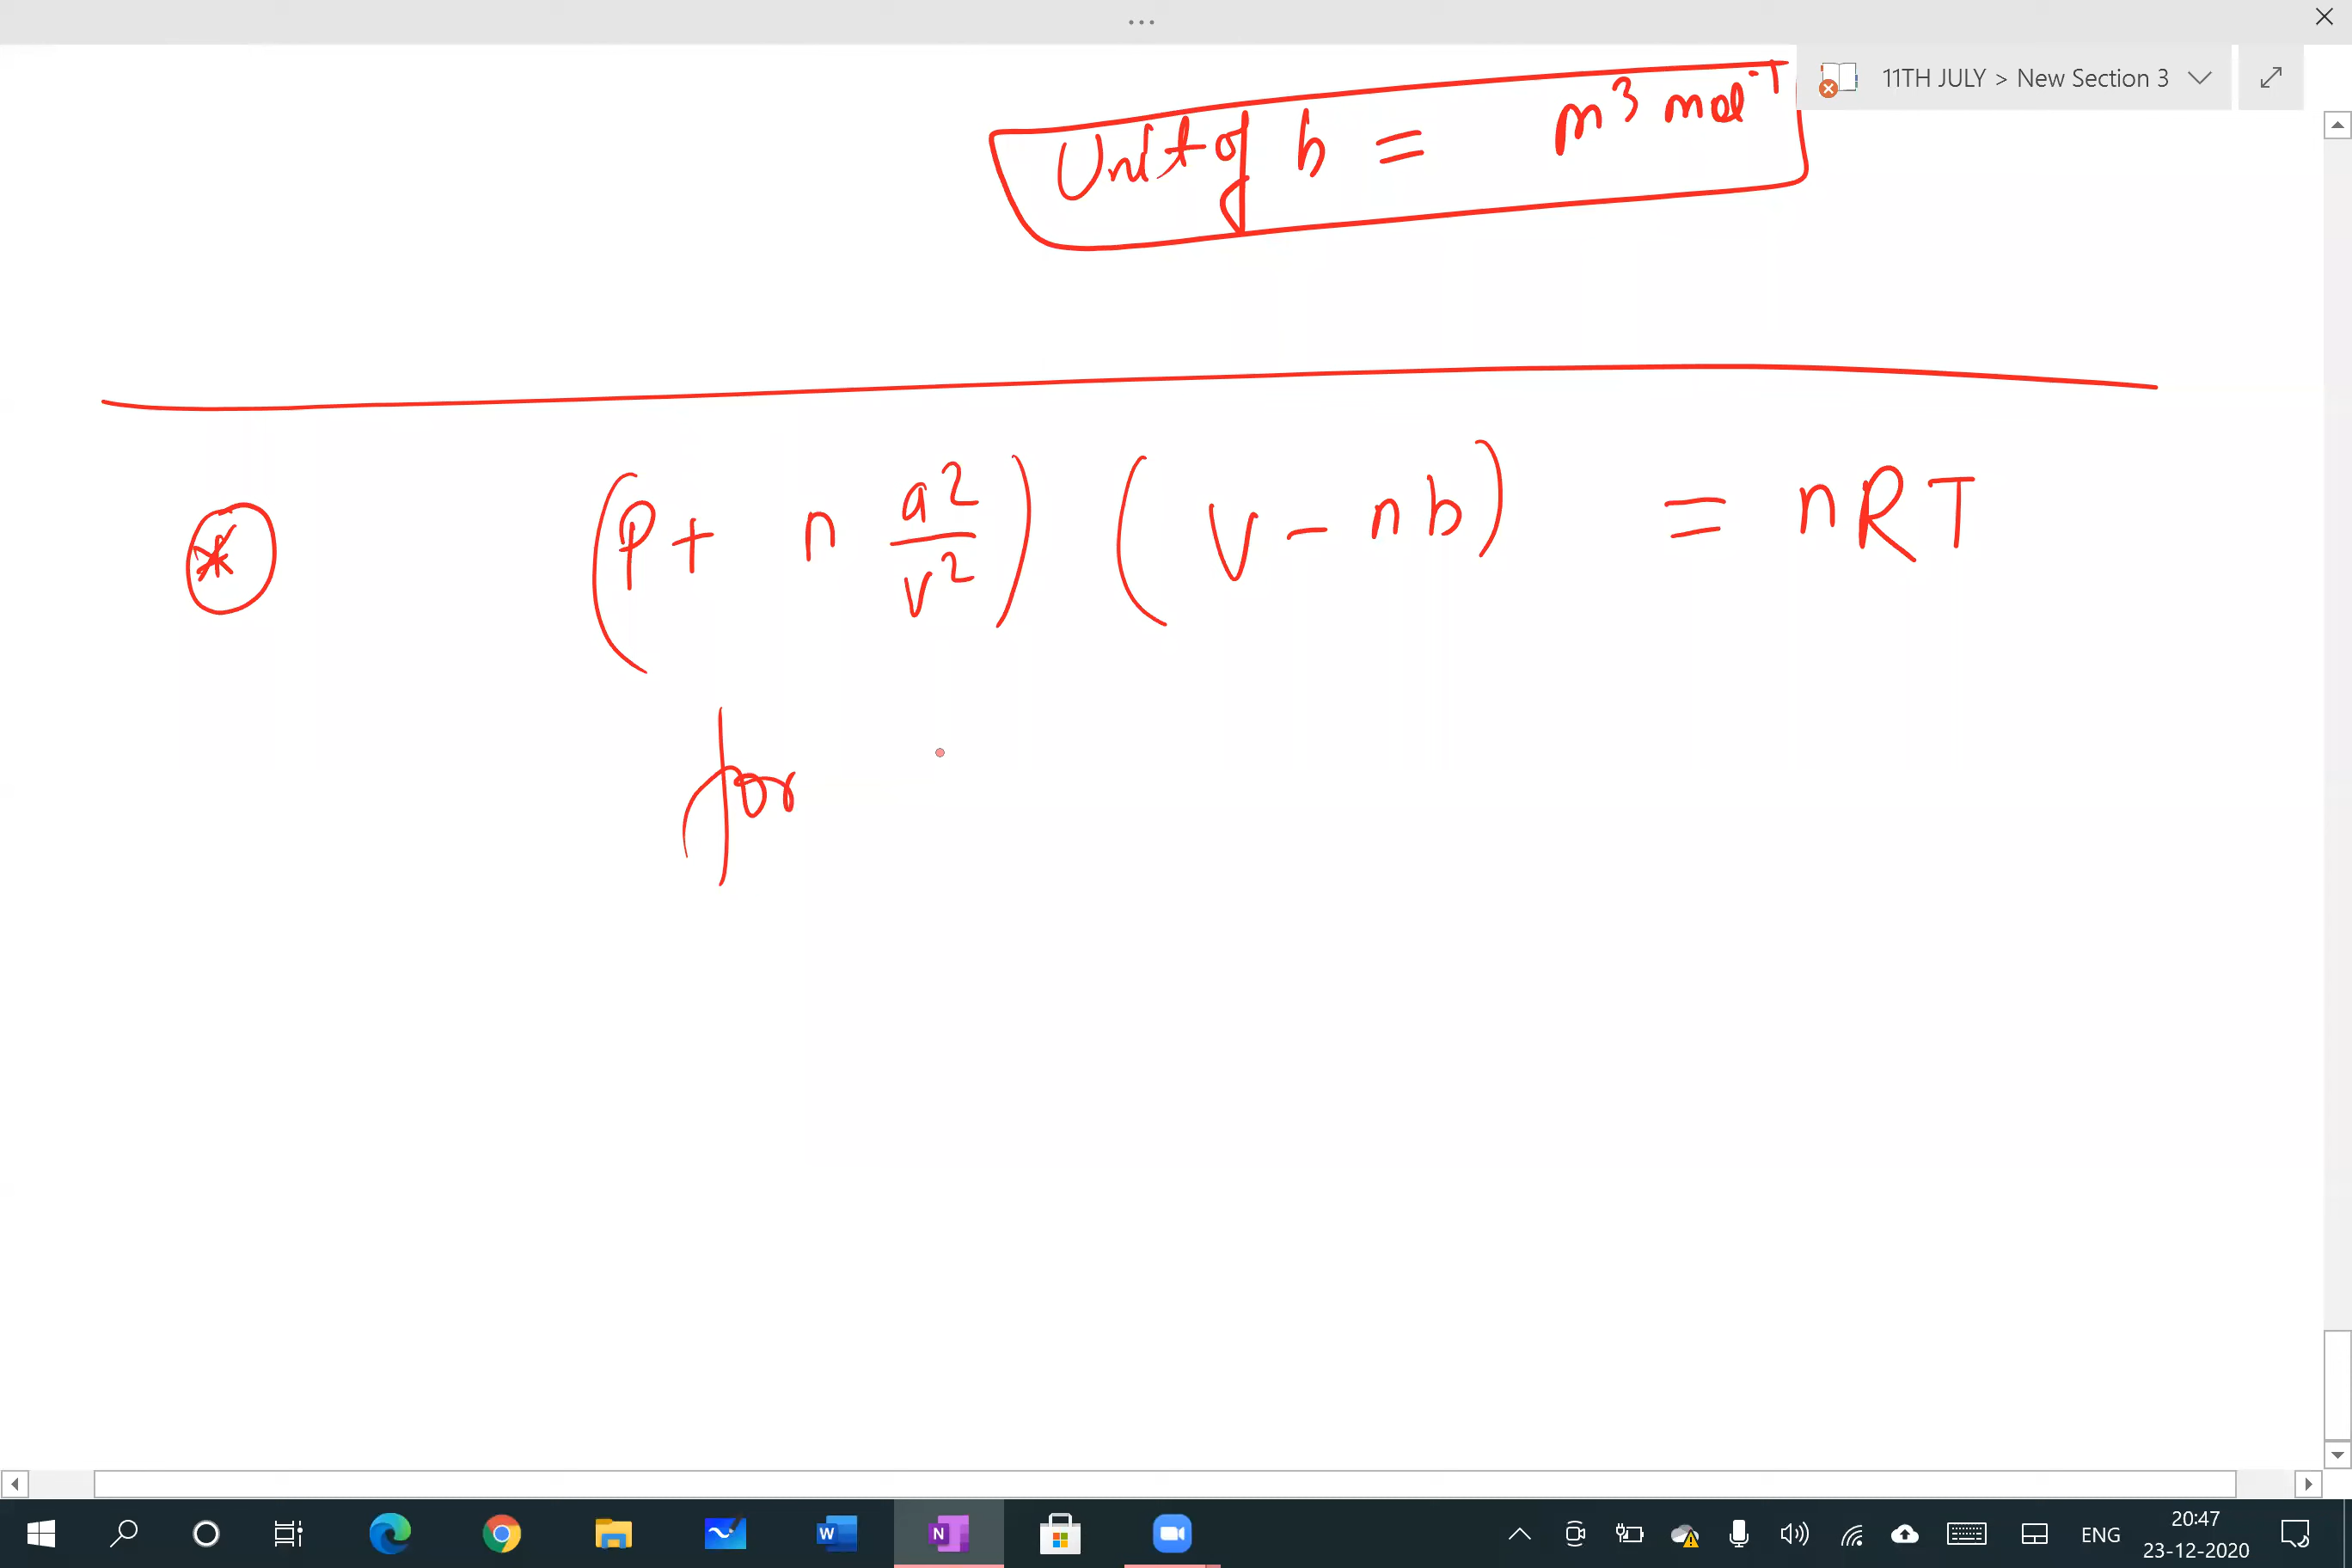 11TH JULY > New Section 3
Unit of b = m³ mol⁻¹
(P + n a²/v²) (V - nb) = nRT
for
ENG
20:47
23-12-2020